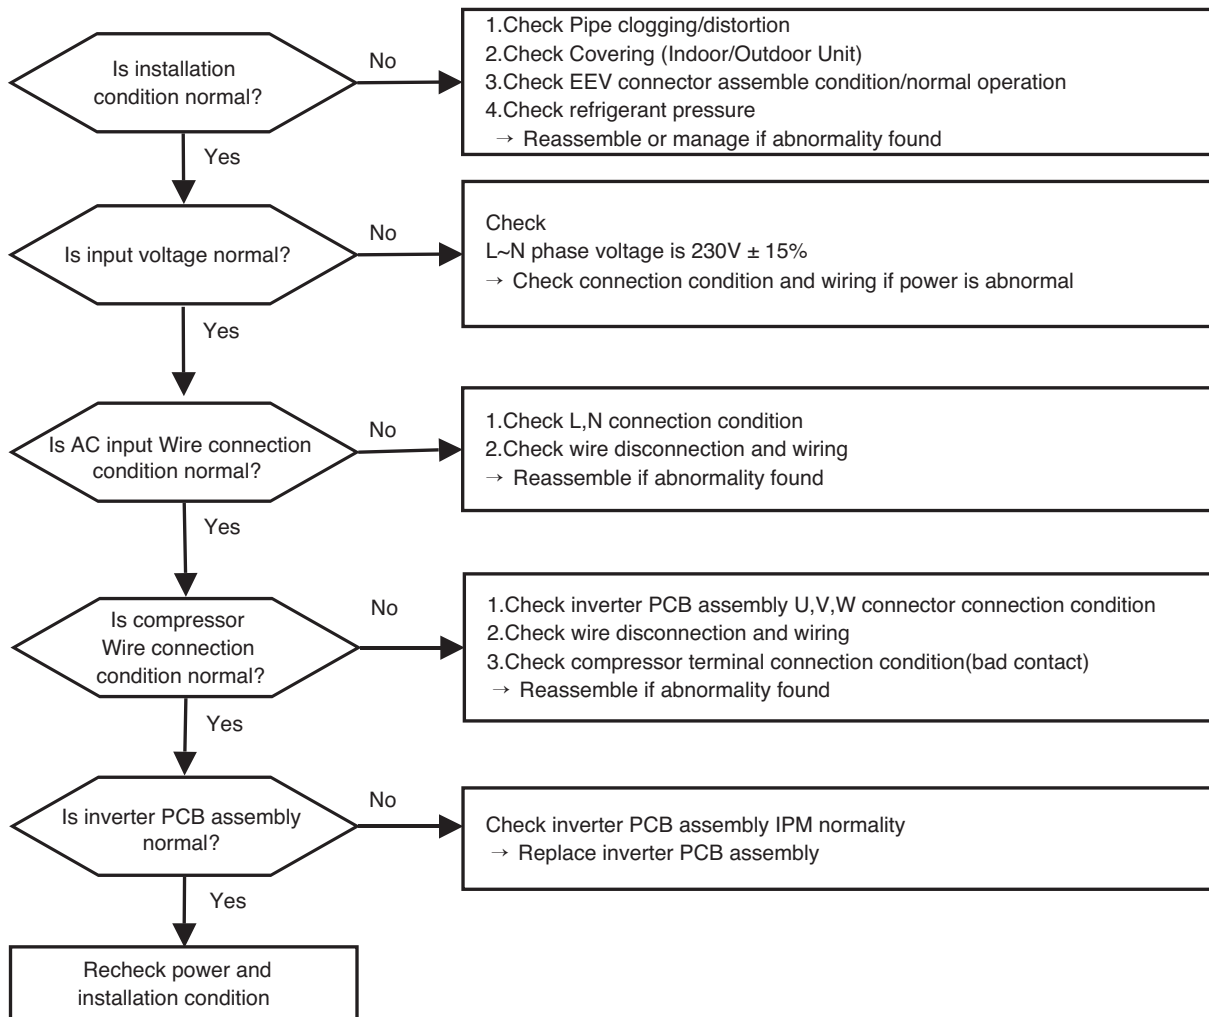 Is installation
condition normal?
No
1.Check Pipe clogging/distortion
2.Check Covering (Indoor/Outdoor Unit)
3.Check EEV connector assemble condition/normal operation
4.Check refrigerant pressure
→ Reassemble or manage if abnormality found
Yes
Is input voltage normal?
No
Check
L~N phase voltage is 230V ± 15%
→ Check connection condition and wiring if power is abnormal
Yes
Is AC input Wire connection
condition normal?
No
1.Check L,N connection condition
2.Check wire disconnection and wiring
→ Reassemble if abnormality found
Yes
Is compressor
Wire connection
condition normal?
No
1.Check inverter PCB assembly U,V,W connector connection condition
2.Check wire disconnection and wiring
3.Check compressor terminal connection condition(bad contact)
→ Reassemble if abnormality found
Yes
Is inverter PCB assembly
normal?
No
Check inverter PCB assembly IPM normality
→ Replace inverter PCB assembly
Yes
Recheck power and
installation condition